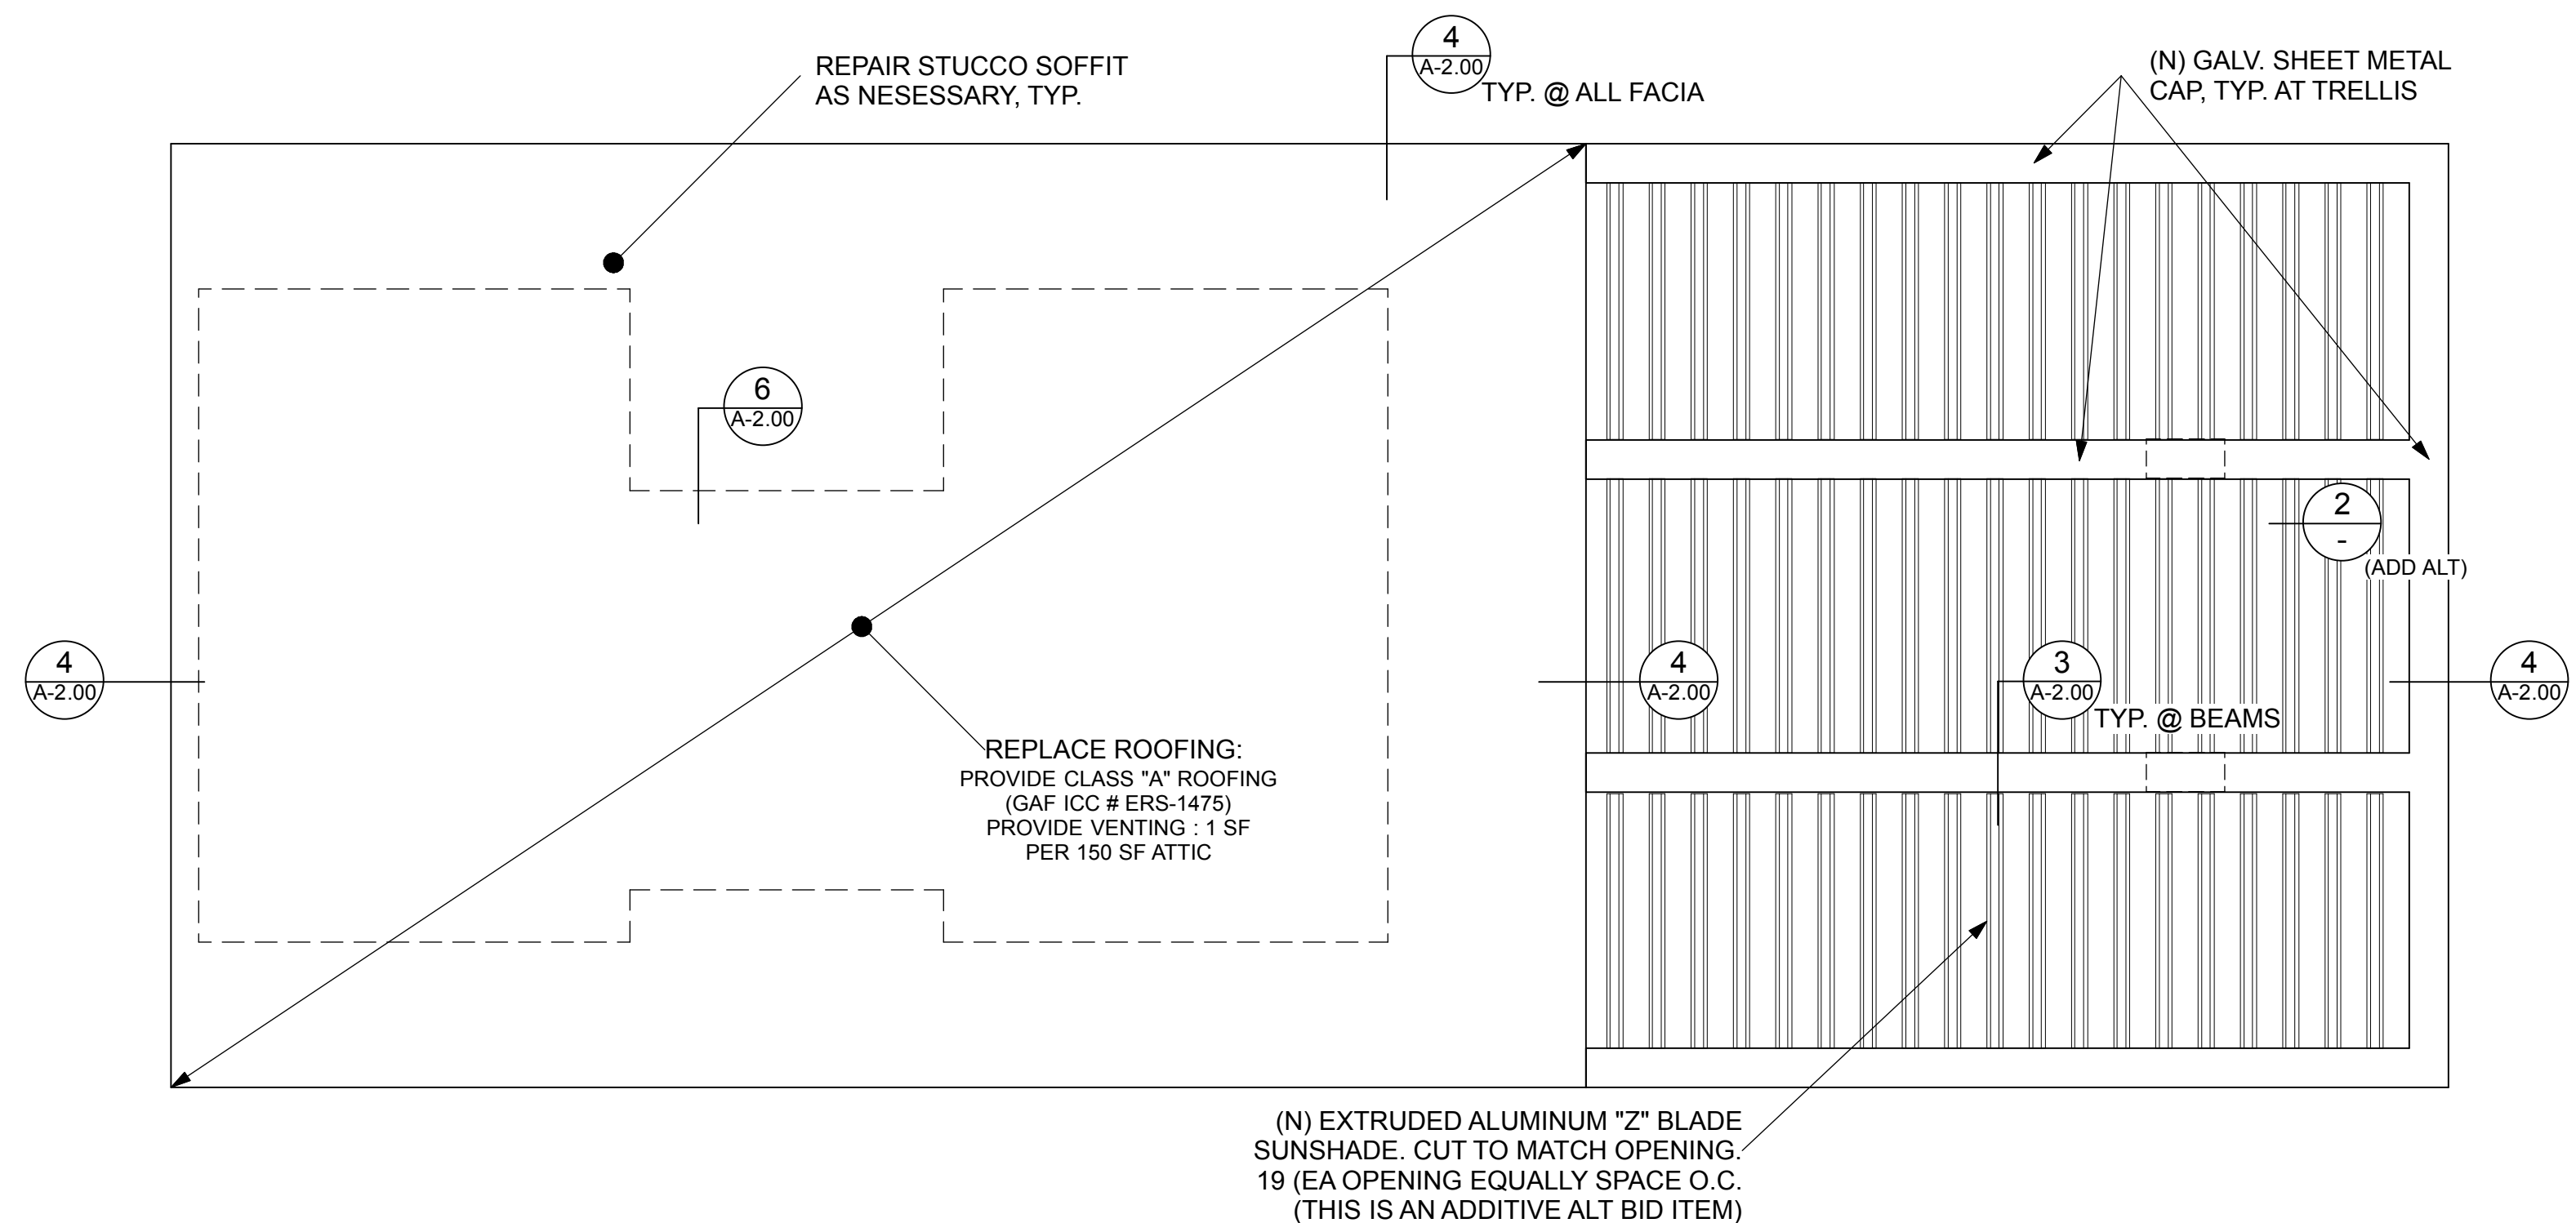 4
A-2.00
TYP. @ ALL FACIA
REPAIR STUCCO SOFFIT
AS NESESSARY, TYP.
(N) GALV. SHEET METAL
CAP, TYP. AT TRELLIS
6
A-2.00
2
-
(ADD ALT)
4
A-2.00
4
A-2.00
3
A-2.00
TYP. @ BEAMS
4
A-2.00
REPLACE ROOFING:
PROVIDE CLASS "A" ROOFING
(GAF ICC # ERS-1475)
PROVIDE VENTING : 1 SF
PER 150 SF ATTIC
(N) EXTRUDED ALUMINUM "Z" BLADE
SUNSHADE. CUT TO MATCH OPENING.
19 (EA OPENING EQUALLY SPACE O.C.
(THIS IS AN ADDITIVE ALT BID ITEM)